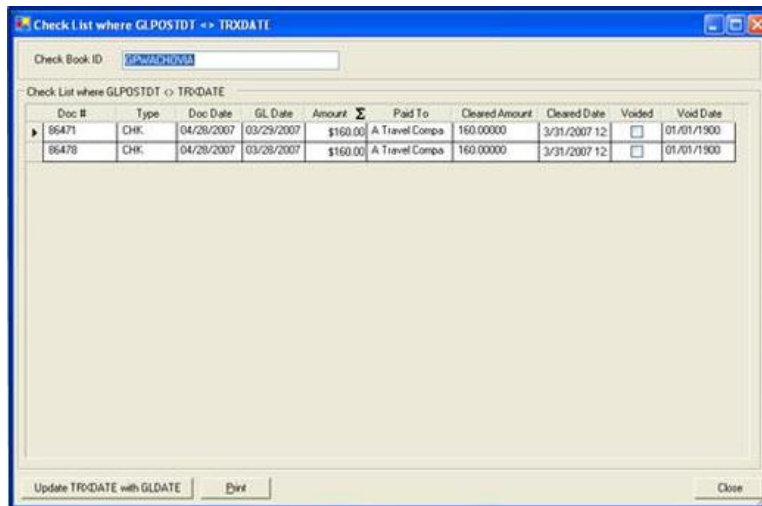 Check List where GLPOSTDT <> TRXDATE
Check Book ID GPWACHOVIA
Check List where GLPOSTDT <> TRXDATE
Doc # Type Doc Date GL Date Amount Σ Paid To Cleared Amount Cleared Date Voided Void Date
86471 CHK 04/28/2007 03/29/2007 $160.00 A Travel Compa 160.00000 3/31/2007 12 01/01/1900
86478 CHK 04/28/2007 03/28/2007 $160.00 A Travel Compa 160.00000 3/31/2007 12 01/01/1900
Update TRXDATE with GLDATE Print Close